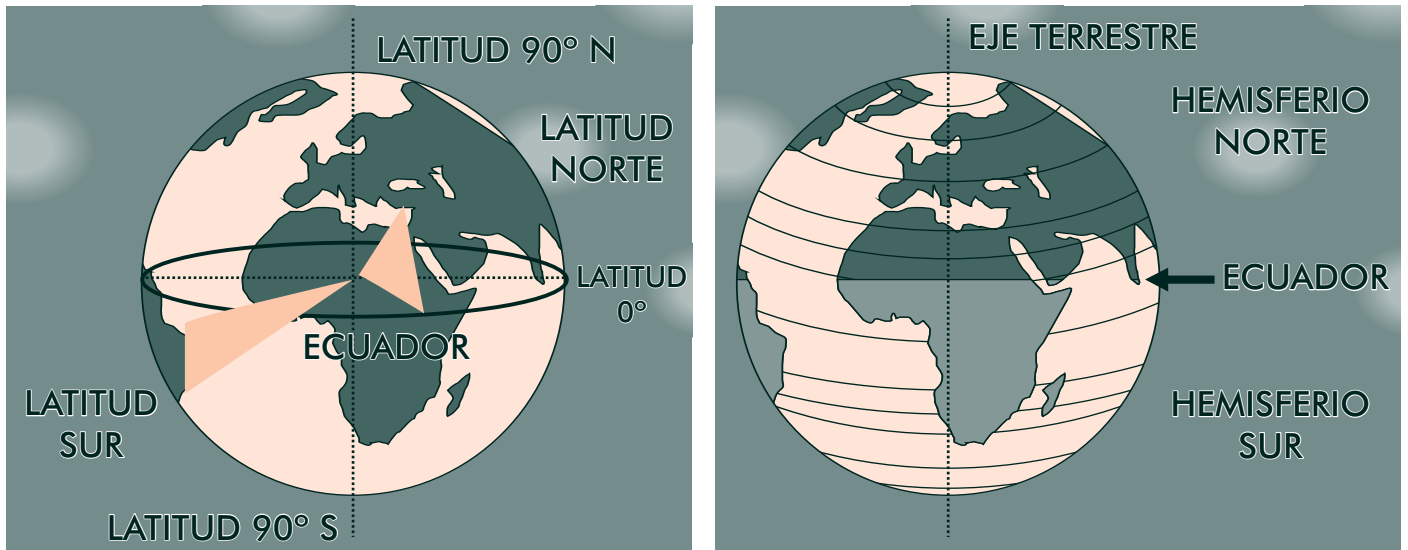 LATITUD 90° N
LATITUD
NORTE
LATITUD
0°
ECUADOR
LATITUD
SUR
LATITUD 90° S
EJE TERRESTRE
HEMISFERIO
NORTE
ECUADOR
HEMISFERIO
SUR